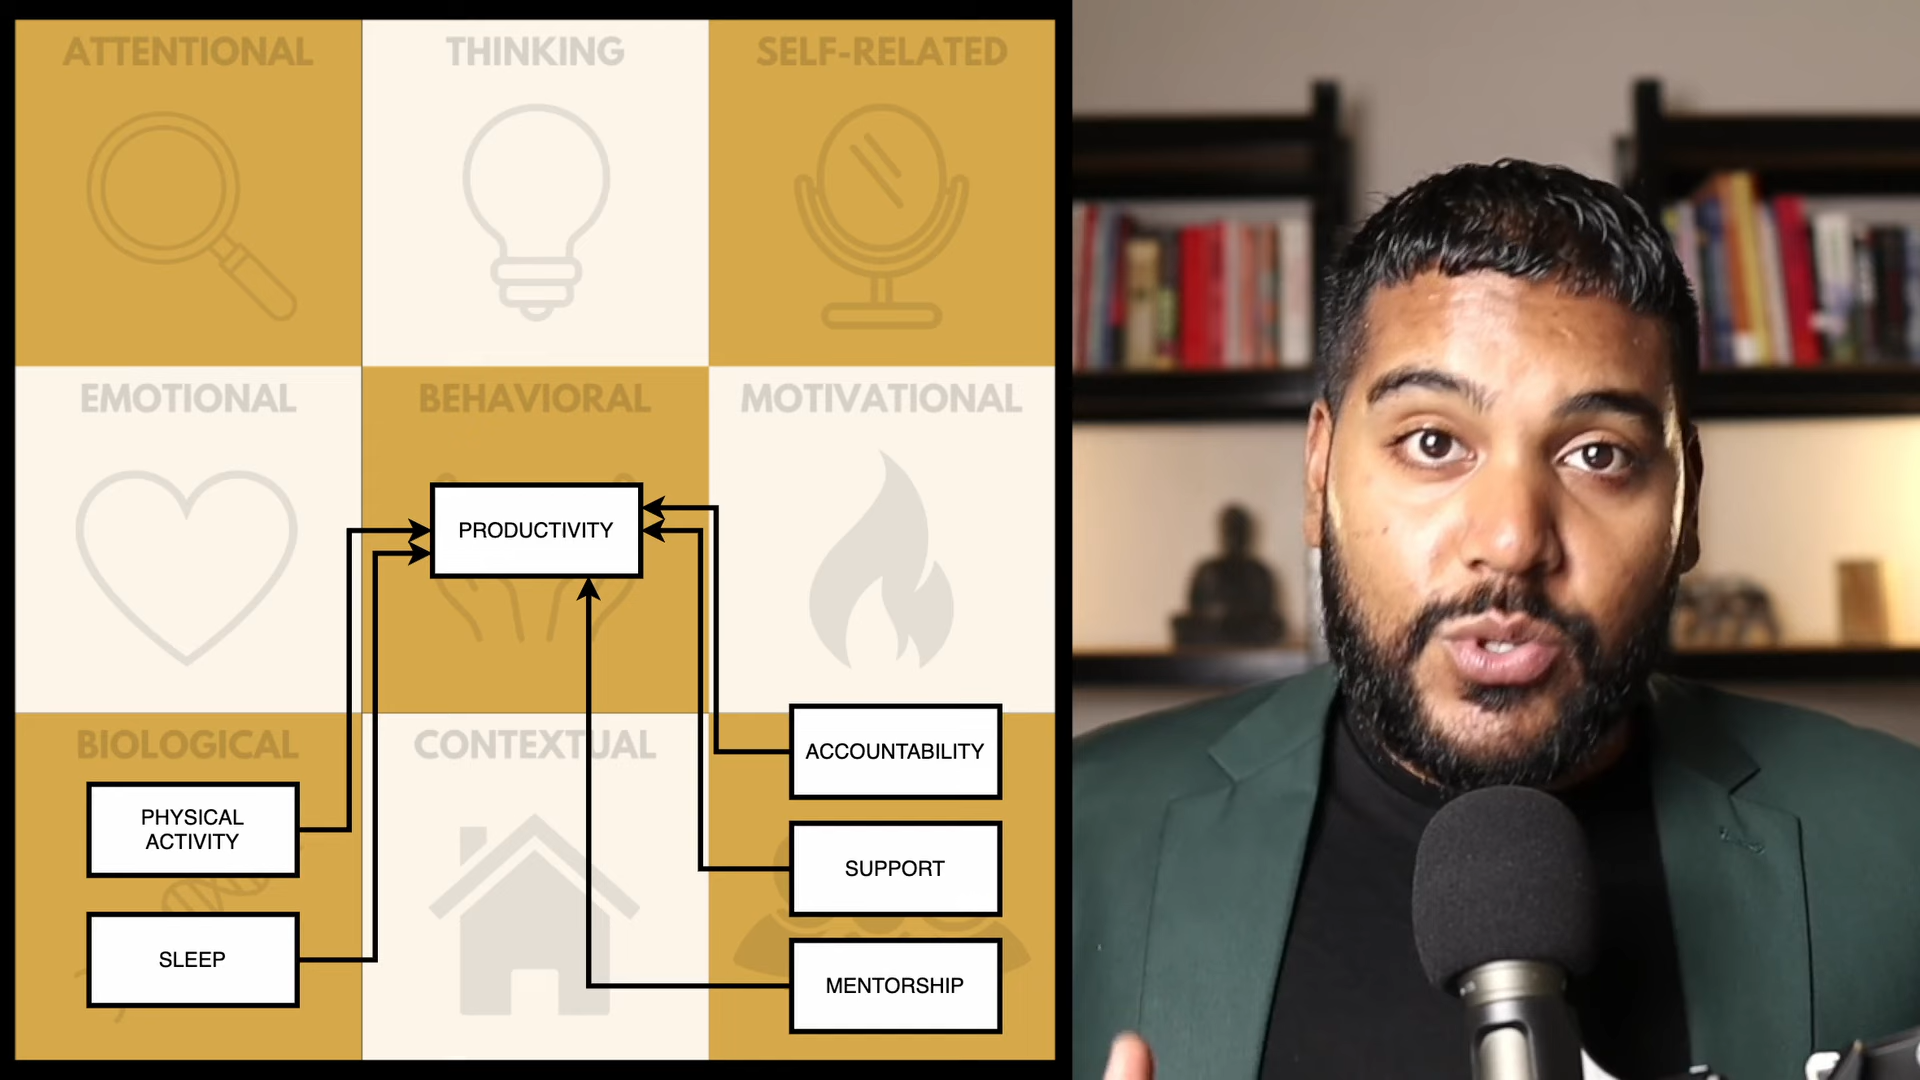 ATTENTIONAL
THINKING
SELF-RELATED
EMOTIONAL
BEHAVIORAL
MOTIVATIONAL
PRODUCTIVITY
BIOLOGICAL
CONTEXTUAL
ACCOUNTABILITY
PHYSICAL
ACTIVITY
SUPPORT
SLEEP
MENTORSHIP